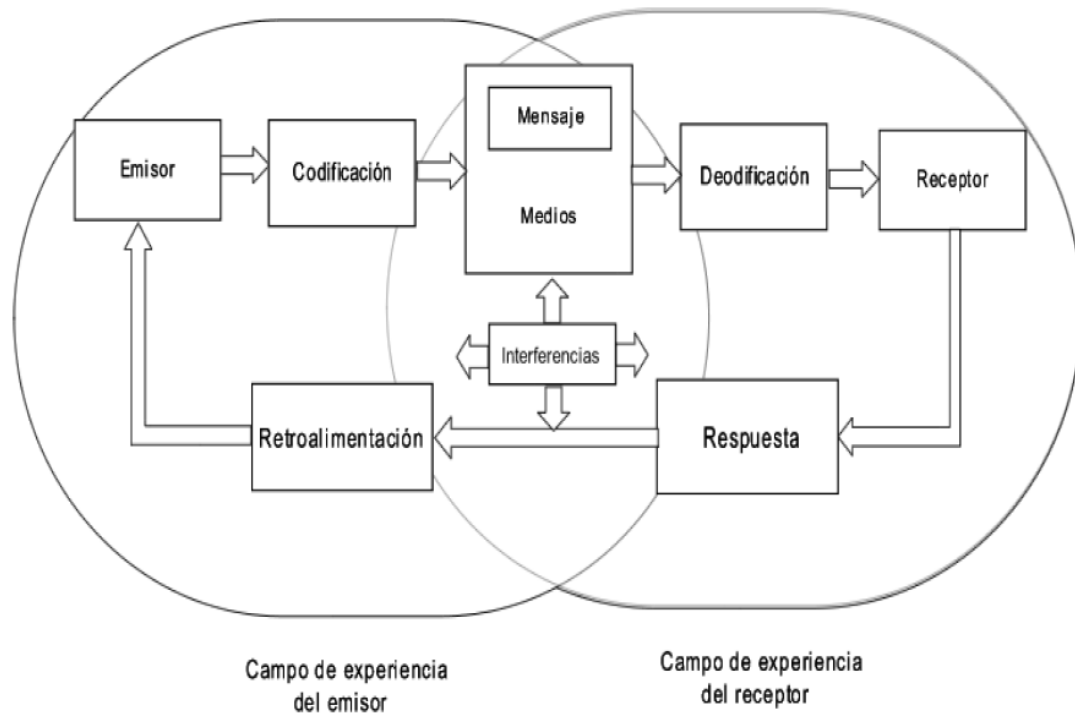 Mensaje
Emisor
Codificación
Medios
Deodificación
Receptor
Interferencias
Retroalimentación
Respuesta
Campo de experiencia
del emisor
Campo de experiencia
del receptor